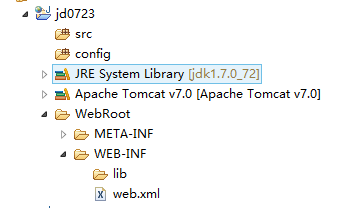 jd0723
src
config
JRE System Library [jdk1.7.0_72]
Apache Tomcat v7.0 [Apache Tomcat v7.0]
WebRoot
META-INF
WEB-INF
lib
web.xml